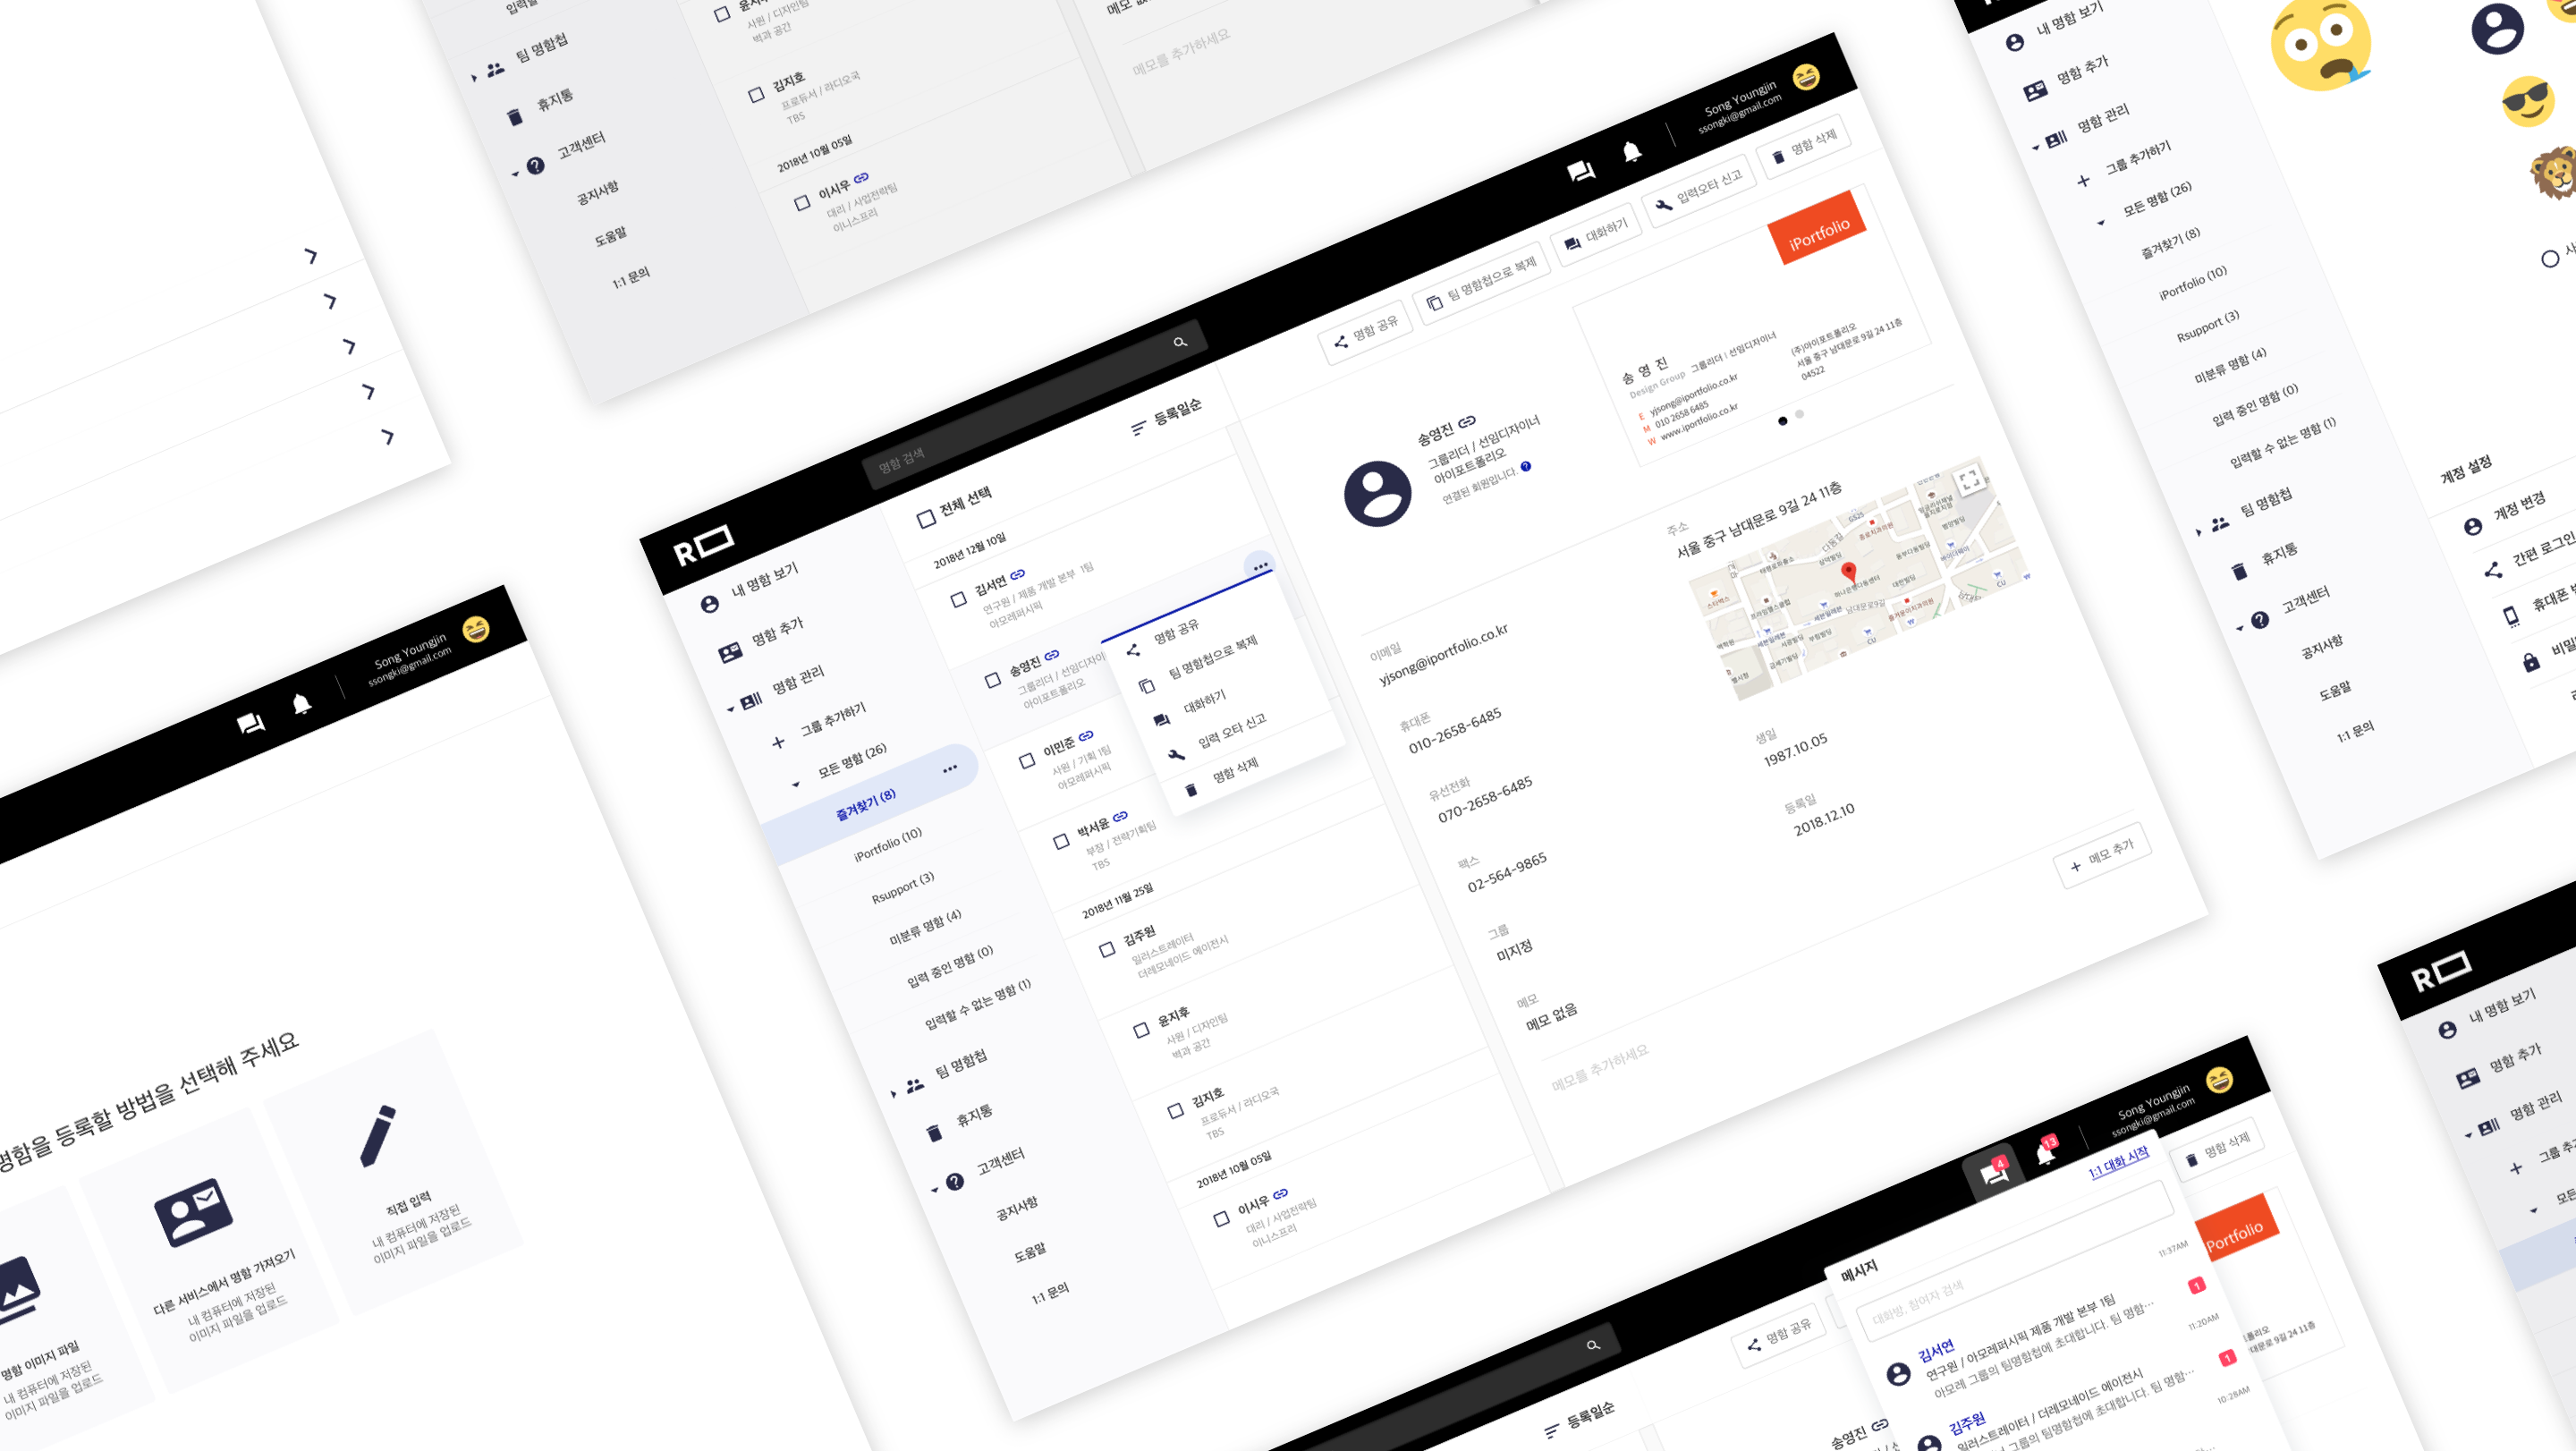 팀 명함첩
휴지통
고객센터
공지사항
도움말
1:1 문의
사원 / 디자인팀
벽과 공간
김지호
프로듀서 / 라디오국
TBS
2018년 10월 05일
이시우
대리 / 사업전략팀
이니스프리
메모를 추가하세요
Song Youngjin
ssongki@gmail.com
명함을 등록할 방법을 선택해 주세요
명함 이미지 파일
내 컴퓨터에 저장된
이미지 파일을 업로드
다른 서비스에서 명함 가져오기
내 컴퓨터에 저장된
이미지 파일을 업로드
직접 입력
내 컴퓨터에 저장된
이미지 파일을 업로드
명함 검색
Song Youngjin
ssongki@gmail.com
내 명함 보기
명함 추가
명함 관리
그룹 추가하기
모든 명함 (26)
즐겨찾기 (8)
iPortfolio (10)
Rsupport (3)
미분류 명함 (4)
입력 중인 명함 (0)
입력할 수 없는 명함 (1)
팀 명함첩
휴지통
고객센터
공지사항
도움말
1:1 문의
전체 선택
등록일순
2018년 12월 10일
김서연
연구원 / 제품 개발 본부 1팀
아모레퍼시픽
송영진
그룹리더 / 선임디자이너
아이포트폴리오
이민준
사원 / 기획 1팀
아모레퍼시픽
박서윤
부장 / 전략기획팀
TBS
2018년 11월 25일
김주원
일러스트레이터
더레모네이드 에이전시
윤지후
사원 / 디자인팀
벽과 공간
김지호
프로듀서 / 라디오국
TBS
2018년 10월 05일
이시우
대리 / 사업전략팀
이니스프리
명함 공유
팀 명함첩으로 복제
대화하기
입력 오타 신고
명함 삭제
명함 공유
팀 명함첩으로 복제
대화하기
입력오타 신고
명함 삭제
송영진
그룹리더 / 선임디자이너
아이포트폴리오
연결된 회원입니다.
iPortfolio
송 영 진
Design Group 그룹리더 | 선임디자이너
E yjsong@iportfolio.co.kr
M 010 2658 6485
W www.iportfolio.co.kr
(주)아이포트폴리오
서울 중구 남대문로 9길 24 11층
04522
이메일
yjsong@iportfolio.co.kr
휴대폰
010-2658-6485
유선전화
070-2658-6485
팩스
02-564-9865
그룹
미지정
메모
메모 없음
메모를 추가하세요
주소
서울 중구 남대문로 9길 24 11층
생일
1987.10.05
등록일
2018.12.10
메모 추가
내 명함 보기
명함 추가
명함 관리
그룹 추가하기
모든 명함 (26)
즐겨찾기 (8)
iPortfolio (10)
Rsupport (3)
미분류 명함 (4)
입력 중인 명함 (0)
입력할 수 없는 명함 (1)
팀 명함첩
휴지통
고객센터
공지사항
도움말
1:1 문의
계정 설정
계정 변경
간편 로그인
휴대폰
내 명함 보기
명함 추가
명함 관리
Song Youngjin
ssongki@gmail.com
4
13
명함 삭제
명함 공유
등록일순
송영진
메시지
1:1 대화 시작
대화방, 참여자 검색
김서연
연구원 / 아모레퍼시픽 제품 개발 본부 1팀
아모레 그룹의 팀명함첩에 초대합니다. 팀 명함...
11:37AM
1
김주원
일러스트레이터 / 더레모네이드 에이전시
그룹의 팀명함첩에 초대합니다. 팀 명함...
11:20AM
1
10:28AM
Portfolio